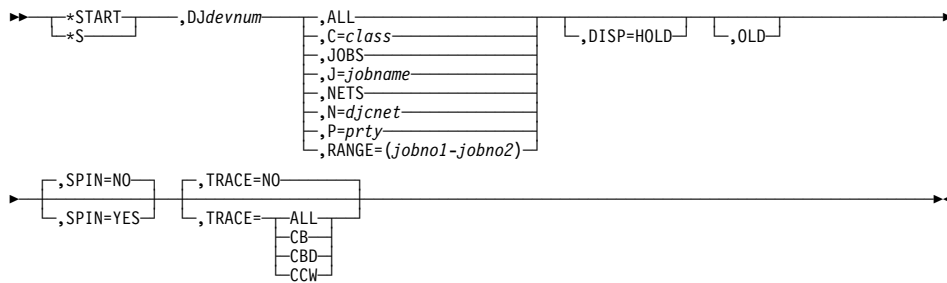 *START ,DJdevnum ,ALL ,DISP=HOLD ,OLD
*S ,C=class
,JOBS
,J=jobname
,NETS
,N=djcnet
,P=prty
,RANGE=(jobno1-jobno2)
,SPIN=NO ,TRACE=NO
,SPIN=YES ,TRACE= ALL
CB
CBD
CCW